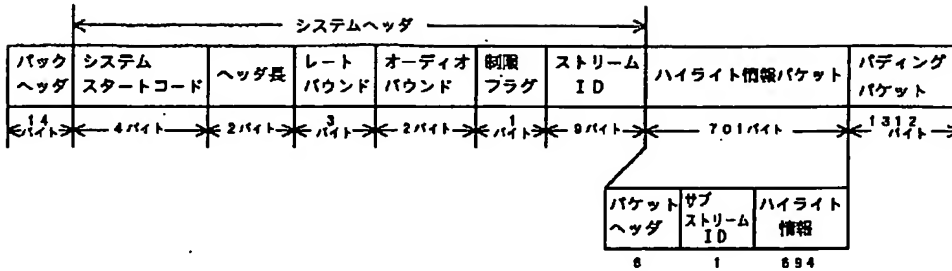 システムヘッダ
パック
ヘッダ
システム
スタートコード
ヘッダ長
レート
バウンド
オーディオ
バウンド
制限
フラグ
ストリーム
ID
ハイライト情報パケット
パディング
パケット
14
バイト
4バイト
2バイト
3
バイト
2バイト
1
バイト
9バイト
701バイト
1312
バイト
パケット
ヘッダ
サブ
ストリーム
ID
ハイライト
情報
6
1
694